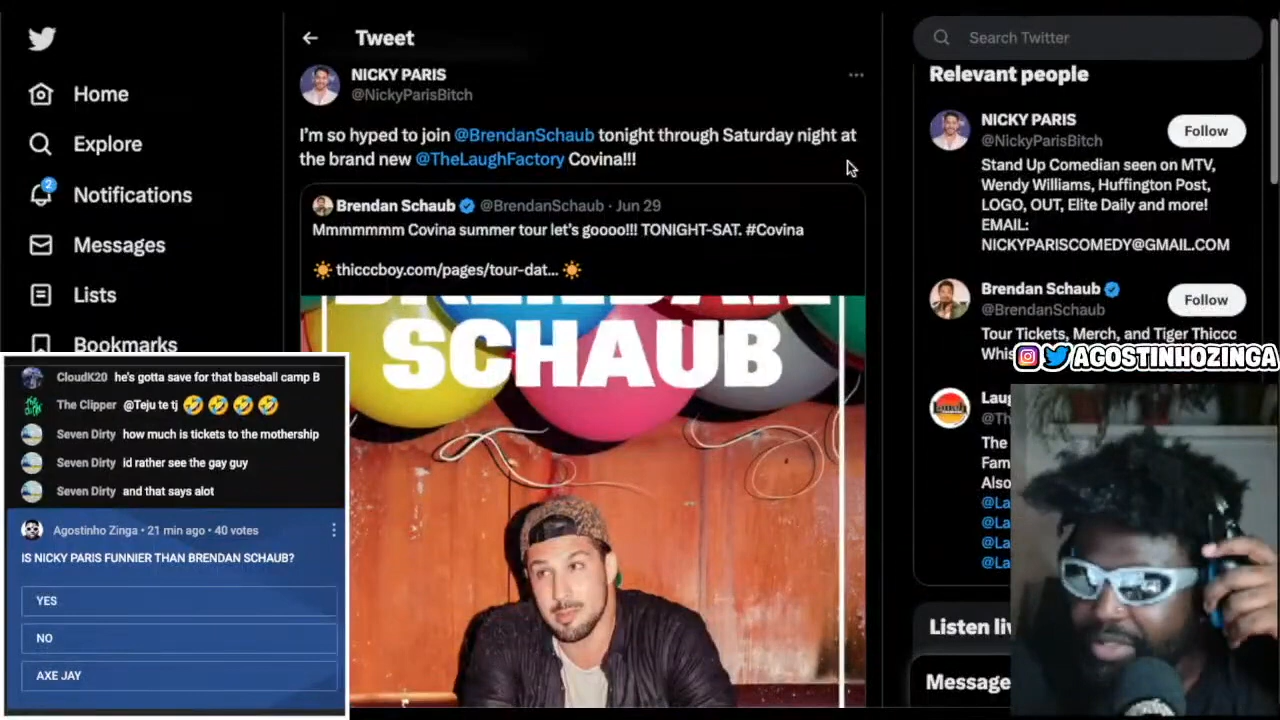 Home
Explore
2
Notifications
Messages
Lists
Bookmarks
Tweet
NICKY PARIS
@NickyParisBitch
I'm so hyped to join @BrendanSchaub tonight through Saturday night at
the brand new @TheLaughFactory Covina!!!
Brendan Schaub @BrendanSchaub · Jun 29
Mmmmmmm Covina summer tour let's goooo!!! TONIGHT-SAT. #Covina
☀️ thicccboy.com/pages/tour-dat... ☀️
BRENDAN
SCHAUB
Search Twitter
Relevant people
NICKY PARIS
@NickyParisBitch
Follow
Stand Up Comedian seen on MTV,
Wendy Williams, Huffington Post,
LOGO, OUT, Elite Daily and more!
EMAIL:
NICKYPARISCOMEDY@GMAIL.COM
Brendan Schaub
@BrendanSchaub
Follow
Tour Tickets, Merch, and Tiger Thiccc
Whis
AGOSTINHOZINGA
Laug
@Th
The
Fam
Also
@La
@La
@La
@La
Listen liv
Message
CloudK20 he's gotta save for that baseball camp B
The Clipper @Teju te tj 🤣🤣🤣🤣
Seven Dirty how much is tickets to the mothership
Seven Dirty id rather see the gay guy
Seven Dirty and that says alot
Agostinho Zinga • 21 min ago • 40 votes
IS NICKY PARIS FUNNIER THAN BRENDAN SCHAUB?
YES
NO
AXE JAY